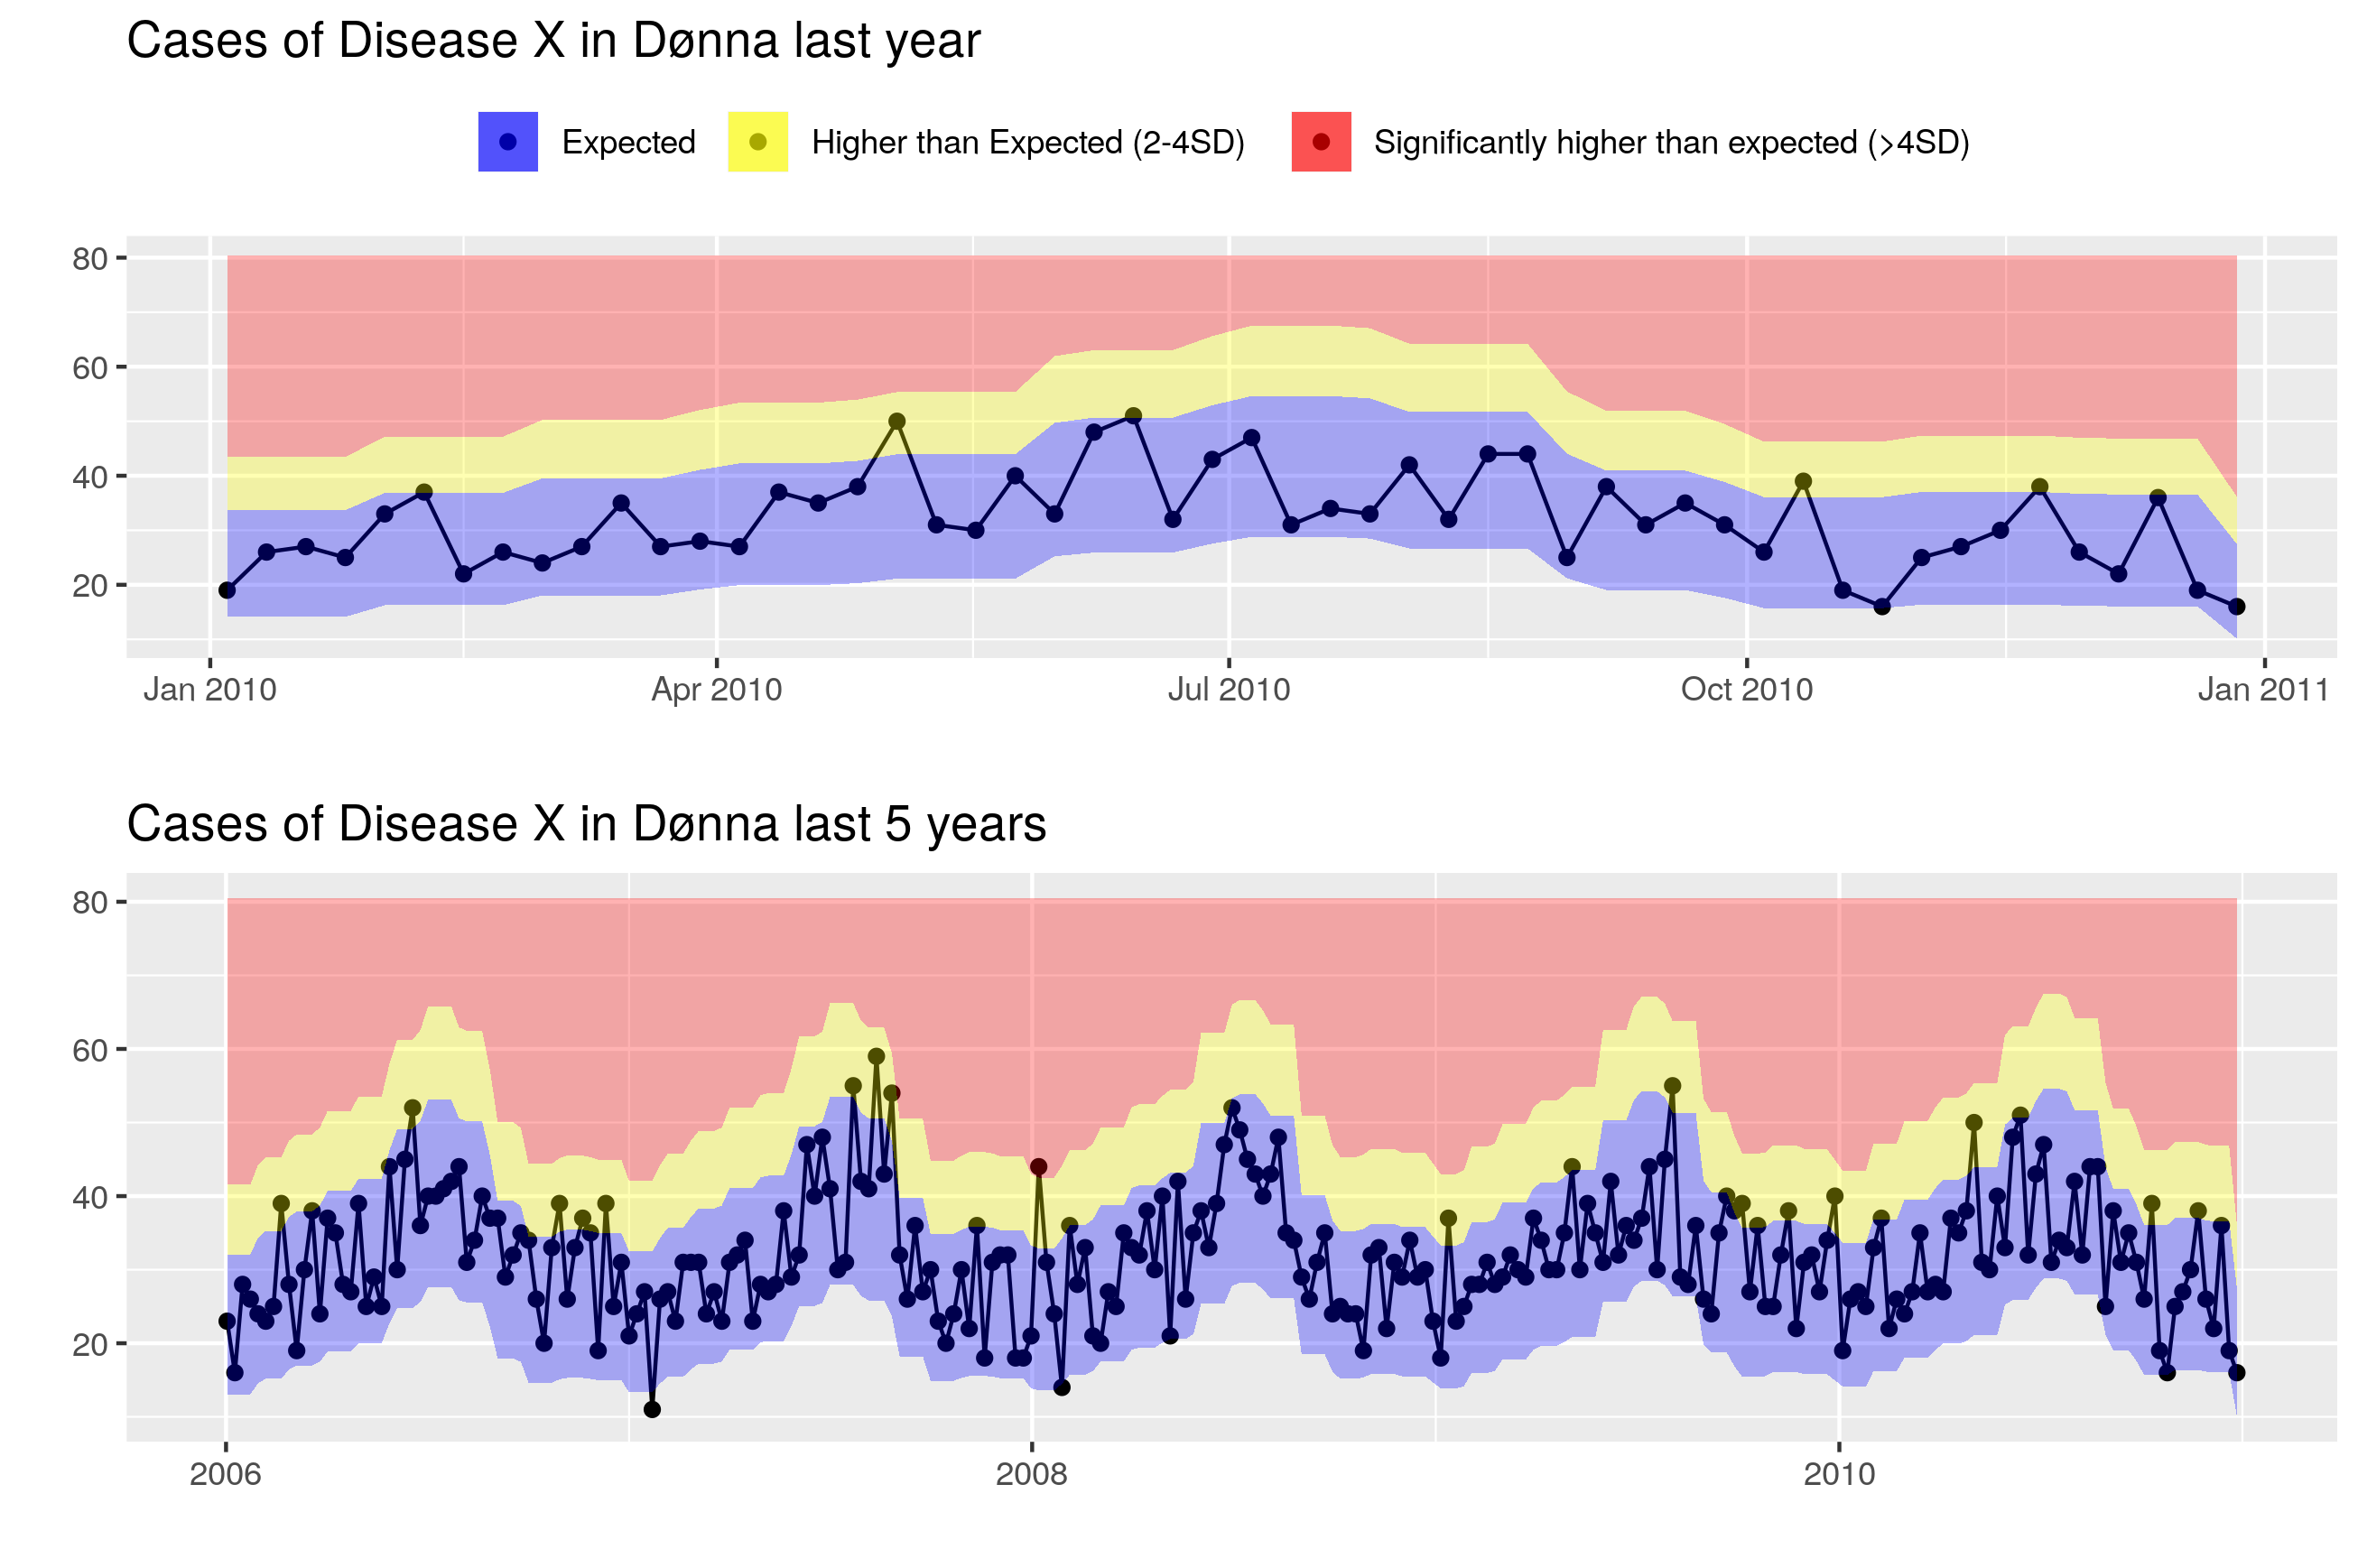 Cases of Disease X in Dønna last year
Expected Higher than Expected (2-4SD) Significantly higher than expected (>4SD)
80
60
40
20
Jan 2010 Apr 2010 Jul 2010 Oct 2010 Jan 2011
Cases of Disease X in Dønna last 5 years
80
60
40
20
2006 2008 2010